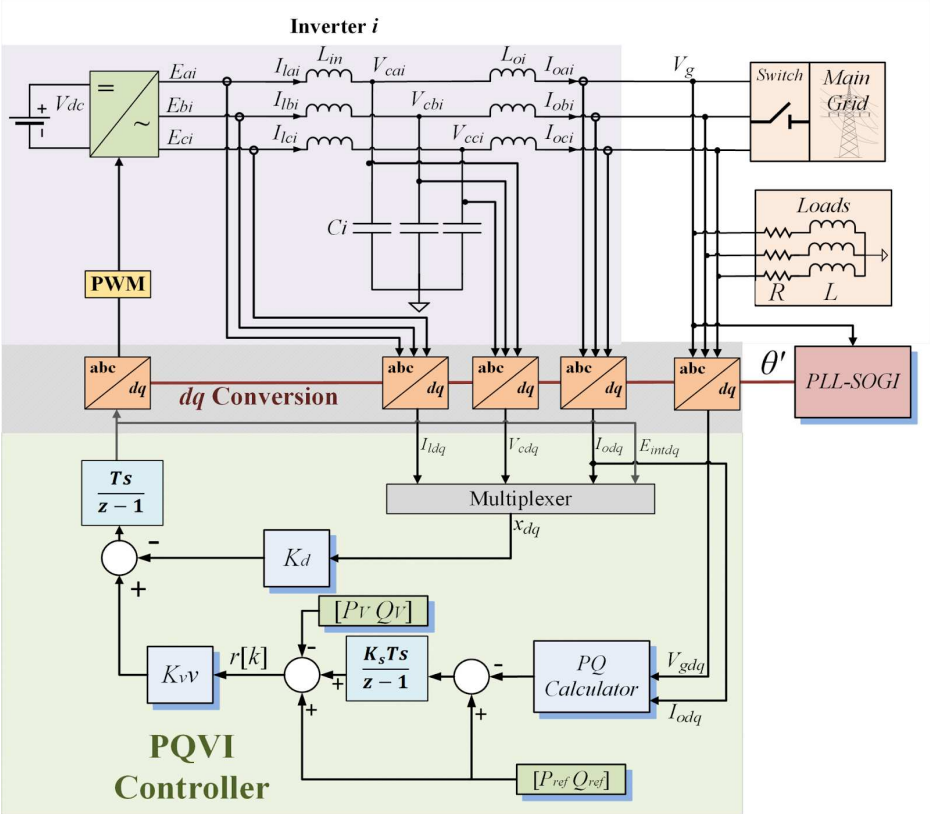 Inverter i
Vdc
= ~
Eai
Ebi
Eci
Ilai
Ilbi
Ilci
Lin
Vcai
Vcbi
Vcci
Loi
Ioai
Iobi
Ioci
Vg
Switch
Main
Grid
+
-
Ci
Loads
R L
PWM
abc dq
dq Conversion
abc dq
abc dq
abc dq
abc dq
θ'
PLL-SOGI
Ildq
Vcdq
Iodq
Eintdq
Multiplexer
xdq
Ts
z − 1
-
+
Kd
[PV QV]
-
KsTs
z − 1
+
+
-
+
r[k]
Kvv
PQ
Calculator
Vgdq
Iodq
[Pref Qref]
PQVI
Controller